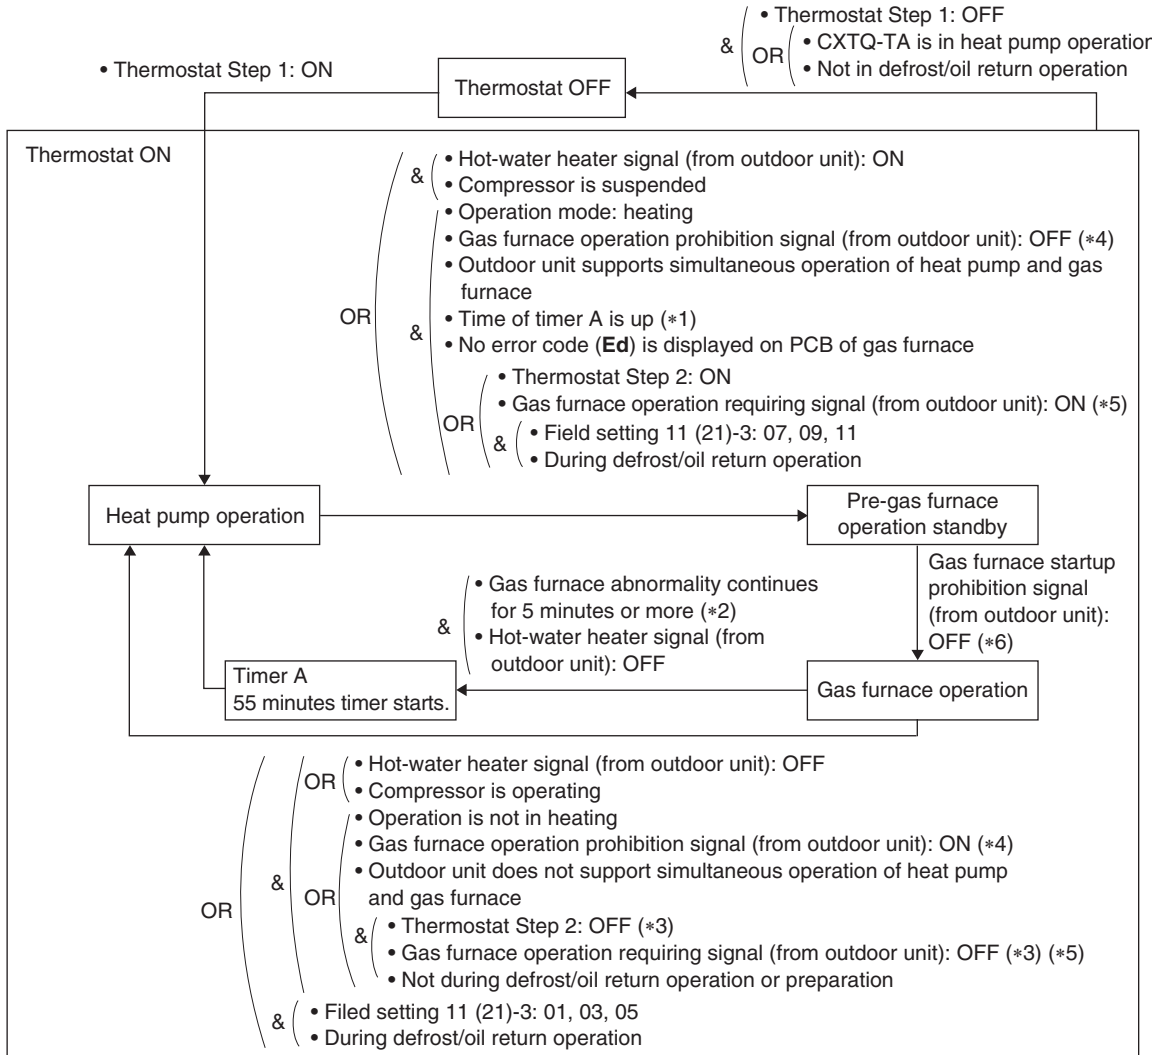 • Thermostat Step 1: OFF
&
OR
• CXTQ-TA is in heat pump operation
• Not in defrost/oil return operation
• Thermostat Step 1: ON
Thermostat OFF
Thermostat ON
OR
&
• Hot-water heater signal (from outdoor unit): ON
• Compressor is suspended
&
• Operation mode: heating
• Gas furnace operation prohibition signal (from outdoor unit): OFF (*4)
• Outdoor unit supports simultaneous operation of heat pump and gas
furnace
• Time of timer A is up (*1)
• No error code (Ed) is displayed on PCB of gas furnace
OR
• Thermostat Step 2: ON
• Gas furnace operation requiring signal (from outdoor unit): ON (*5)
&
• Field setting 11 (21)-3: 07, 09, 11
• During defrost/oil return operation
Heat pump operation
Pre-gas furnace
operation standby
Gas furnace startup
prohibition signal
(from outdoor unit):
OFF (*6)
&
• Gas furnace abnormality continues
for 5 minutes or more (*2)
• Hot-water heater signal (from
outdoor unit): OFF
Timer A
55 minutes timer starts.
Gas furnace operation
OR
&
OR
• Hot-water heater signal (from outdoor unit): OFF
• Compressor is operating
OR
• Operation is not in heating
• Gas furnace operation prohibition signal (from outdoor unit): ON (*4)
• Outdoor unit does not support simultaneous operation of heat pump
and gas furnace
&
• Thermostat Step 2: OFF (*3)
• Gas furnace operation requiring signal (from outdoor unit): OFF (*3) (*5)
• Not during defrost/oil return operation or preparation
&
• Filed setting 11 (21)-3: 01, 03, 05
• During defrost/oil return operation